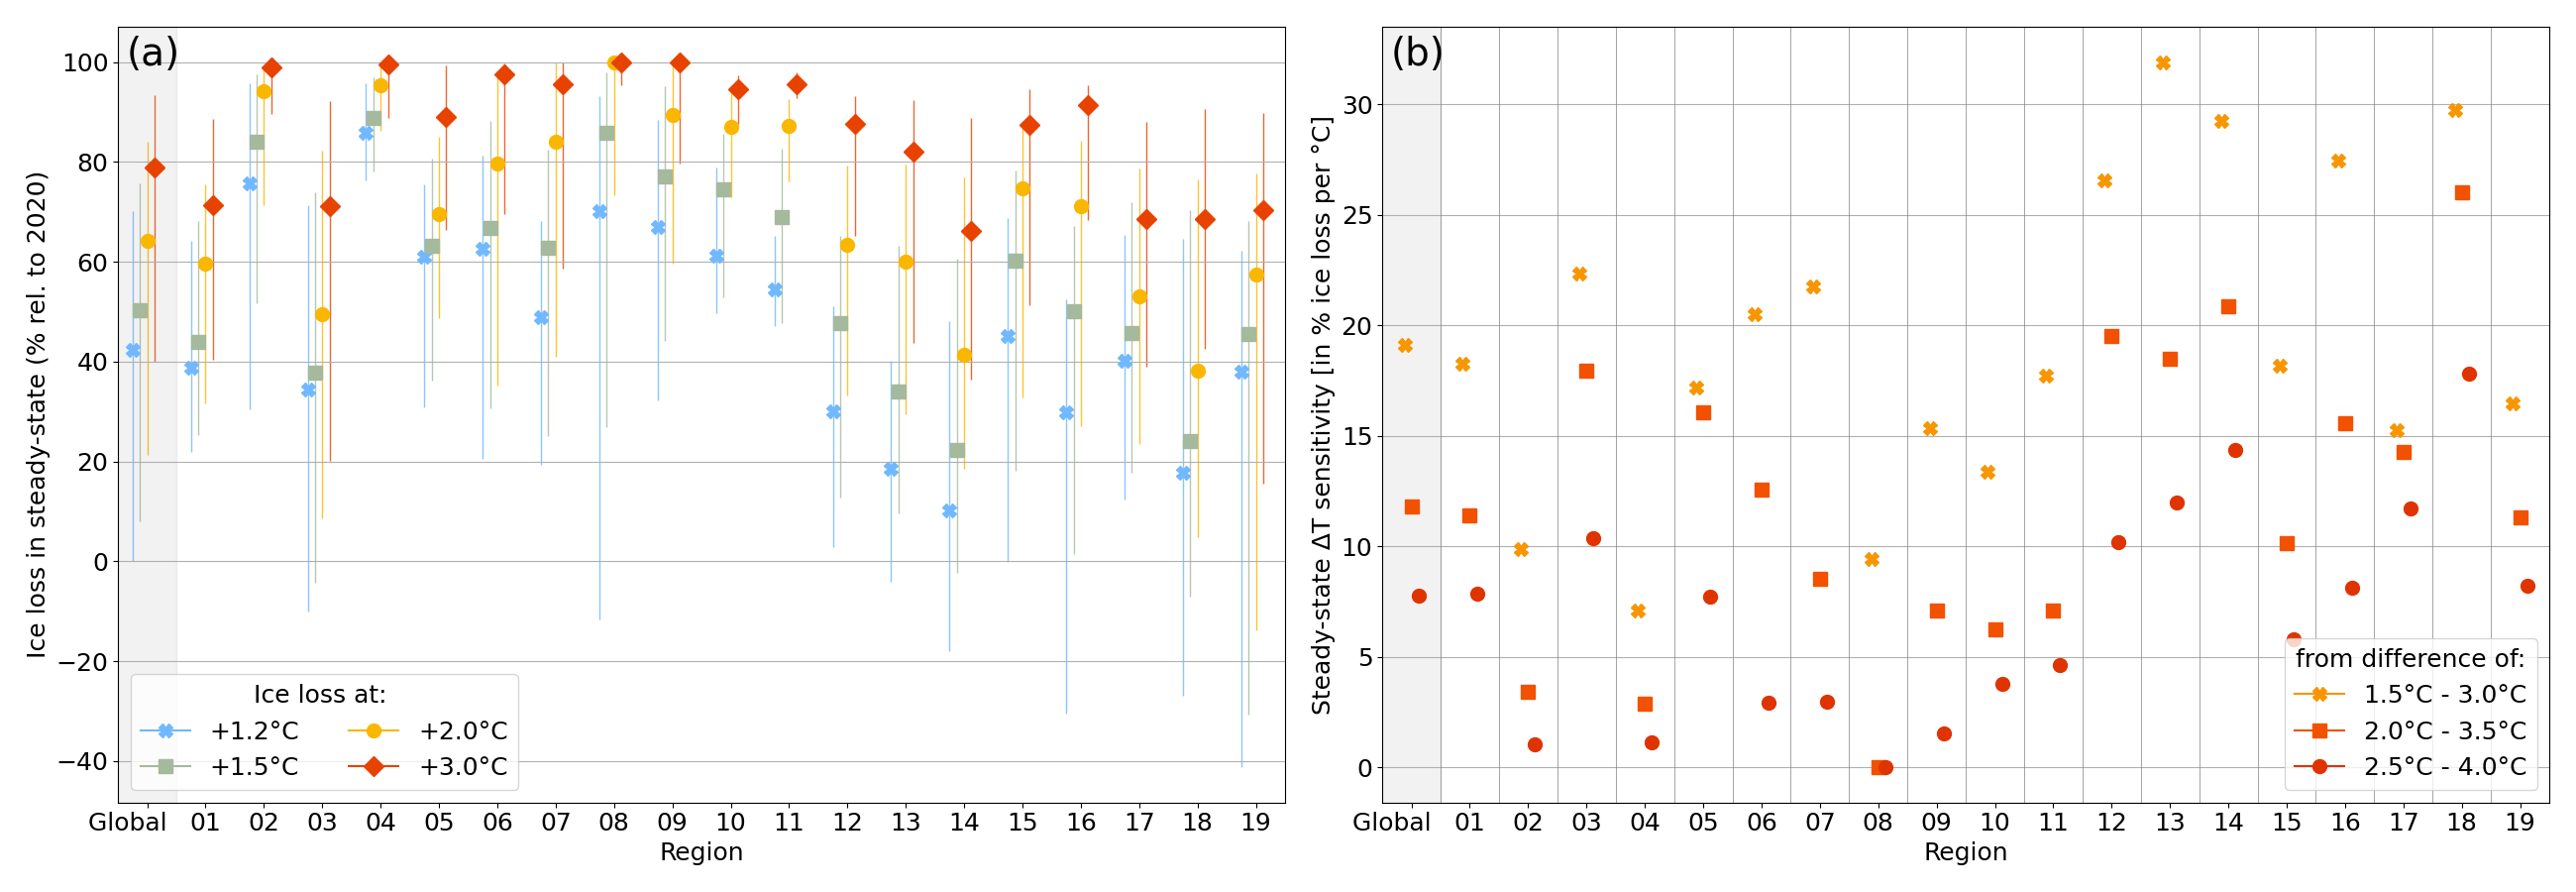 (a)
Ice loss in steady-state (% rel. to 2020)
100
80
60
40
20
0
−20
−40
Ice loss at:
+1.2°C
+2.0°C
+1.5°C
+3.0°C
Global 01 02 03 04 05 06 07 08 09 10 11 12 13 14 15 16 17 18 19
Region
(b)
Steady-state ΔT sensitivity [in % ice loss per °C]
30
25
20
15
10
5
0
from difference of:
1.5°C - 3.0°C
2.0°C - 3.5°C
2.5°C - 4.0°C
Global 01 02 03 04 05 06 07 08 09 10 11 12 13 14 15 16 17 18 19
Region